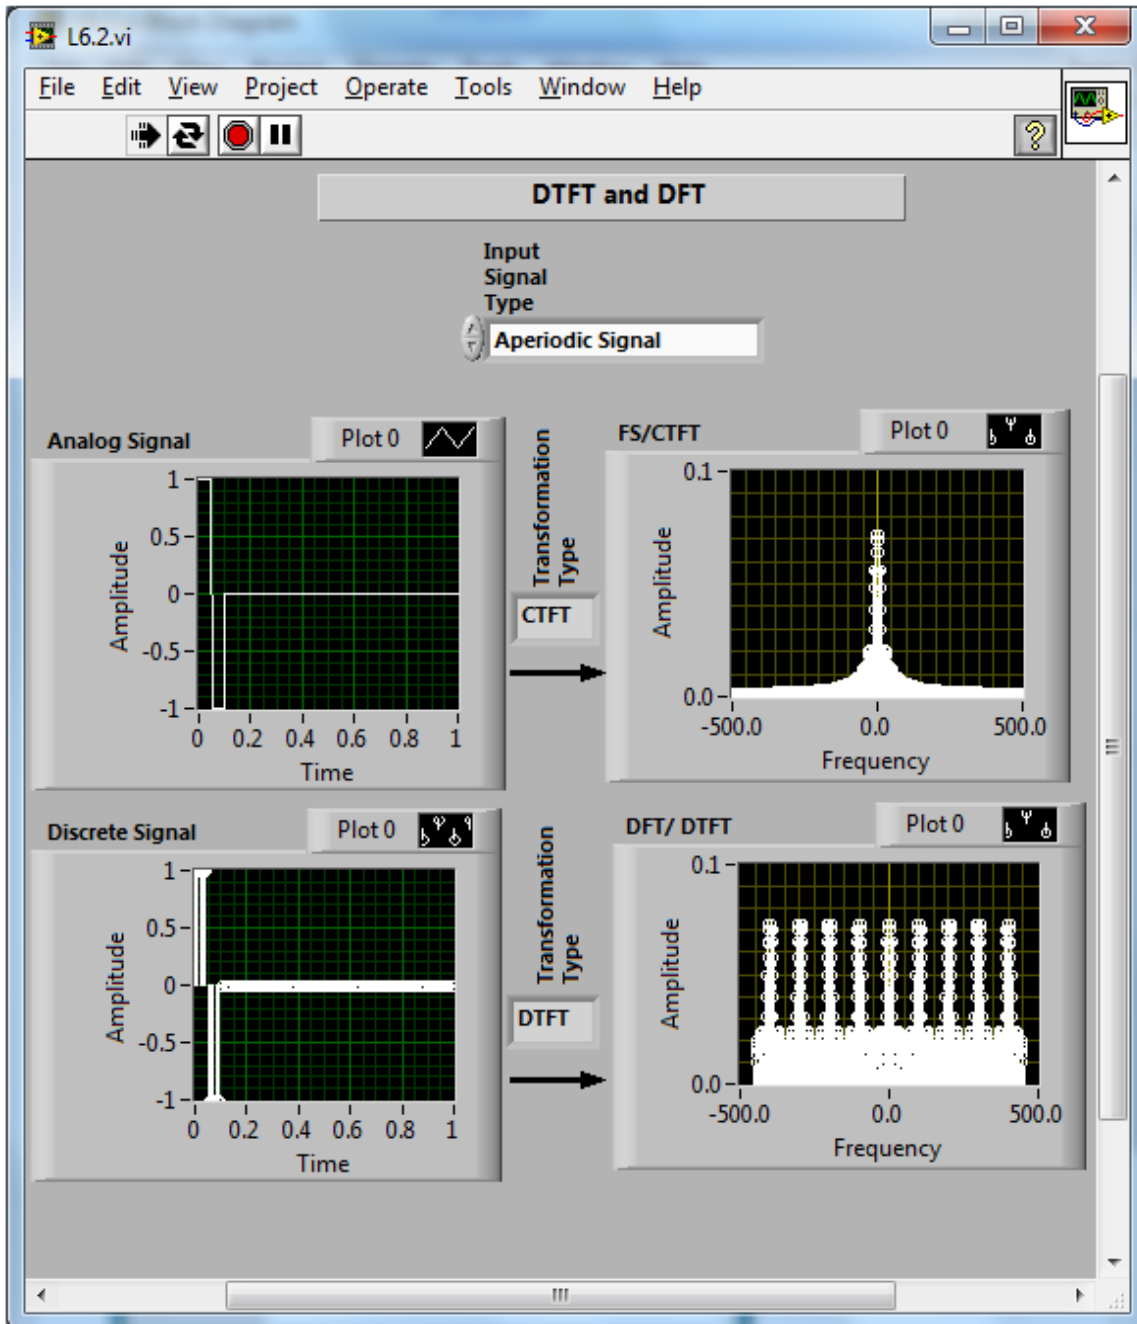 L6.2.vi
File Edit View Project Operate Tools Window Help
DTFT and DFT
Input
Signal
Type
Aperiodic Signal
Analog Signal
Plot 0
1
0.5
0
-0.5
-1
Amplitude
0 0.2 0.4 0.6 0.8 1
Time
Transformation
Type
CTFT
FS/CTFT
Plot 0
0.1
0.0
Amplitude
-500.0 0.0 500.0
Frequency
Discrete Signal
Plot 0
1
0.5
0
-0.5
-1
Amplitude
0 0.2 0.4 0.6 0.8 1
Time
Transformation
Type
DTFT
DFT/ DTFT
Plot 0
0.1
0.0
Amplitude
-500.0 0.0 500.0
Frequency